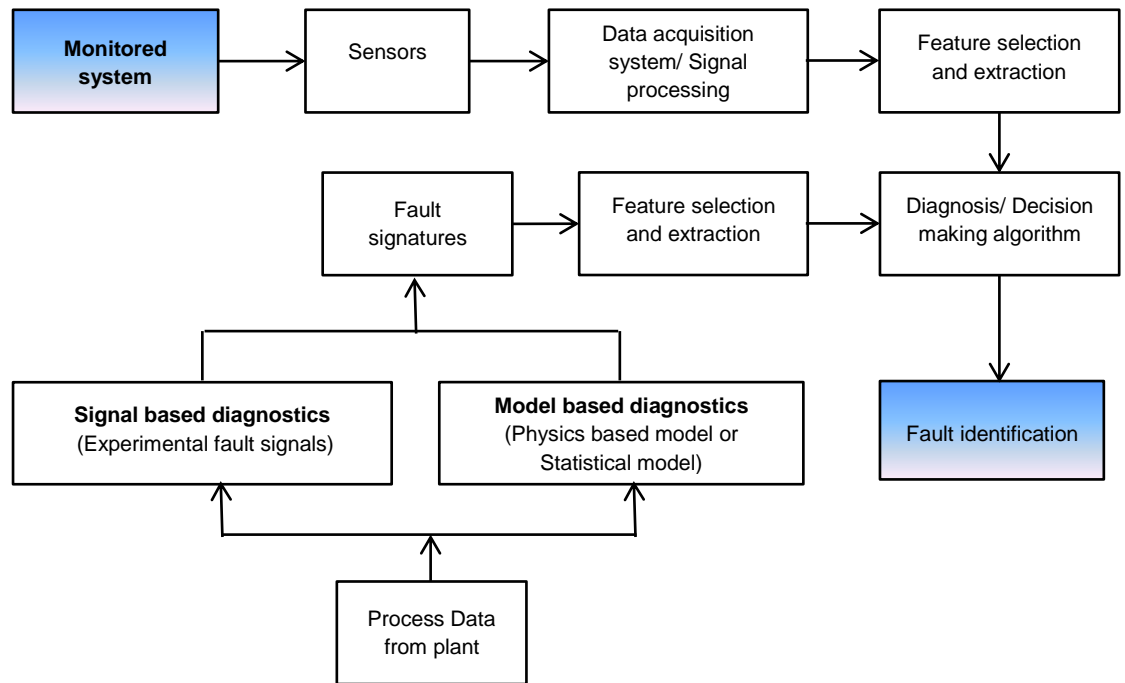 Monitored
system
Sensors
Data acquisition
system/ Signal
processing
Feature selection
and extraction
Fault
signatures
Feature selection
and extraction
Diagnosis/ Decision
making algorithm
Signal based diagnostics
(Experimental fault signals)
Model based diagnostics
(Physics based model or
Statistical model)
Fault identification
Process Data
from plant